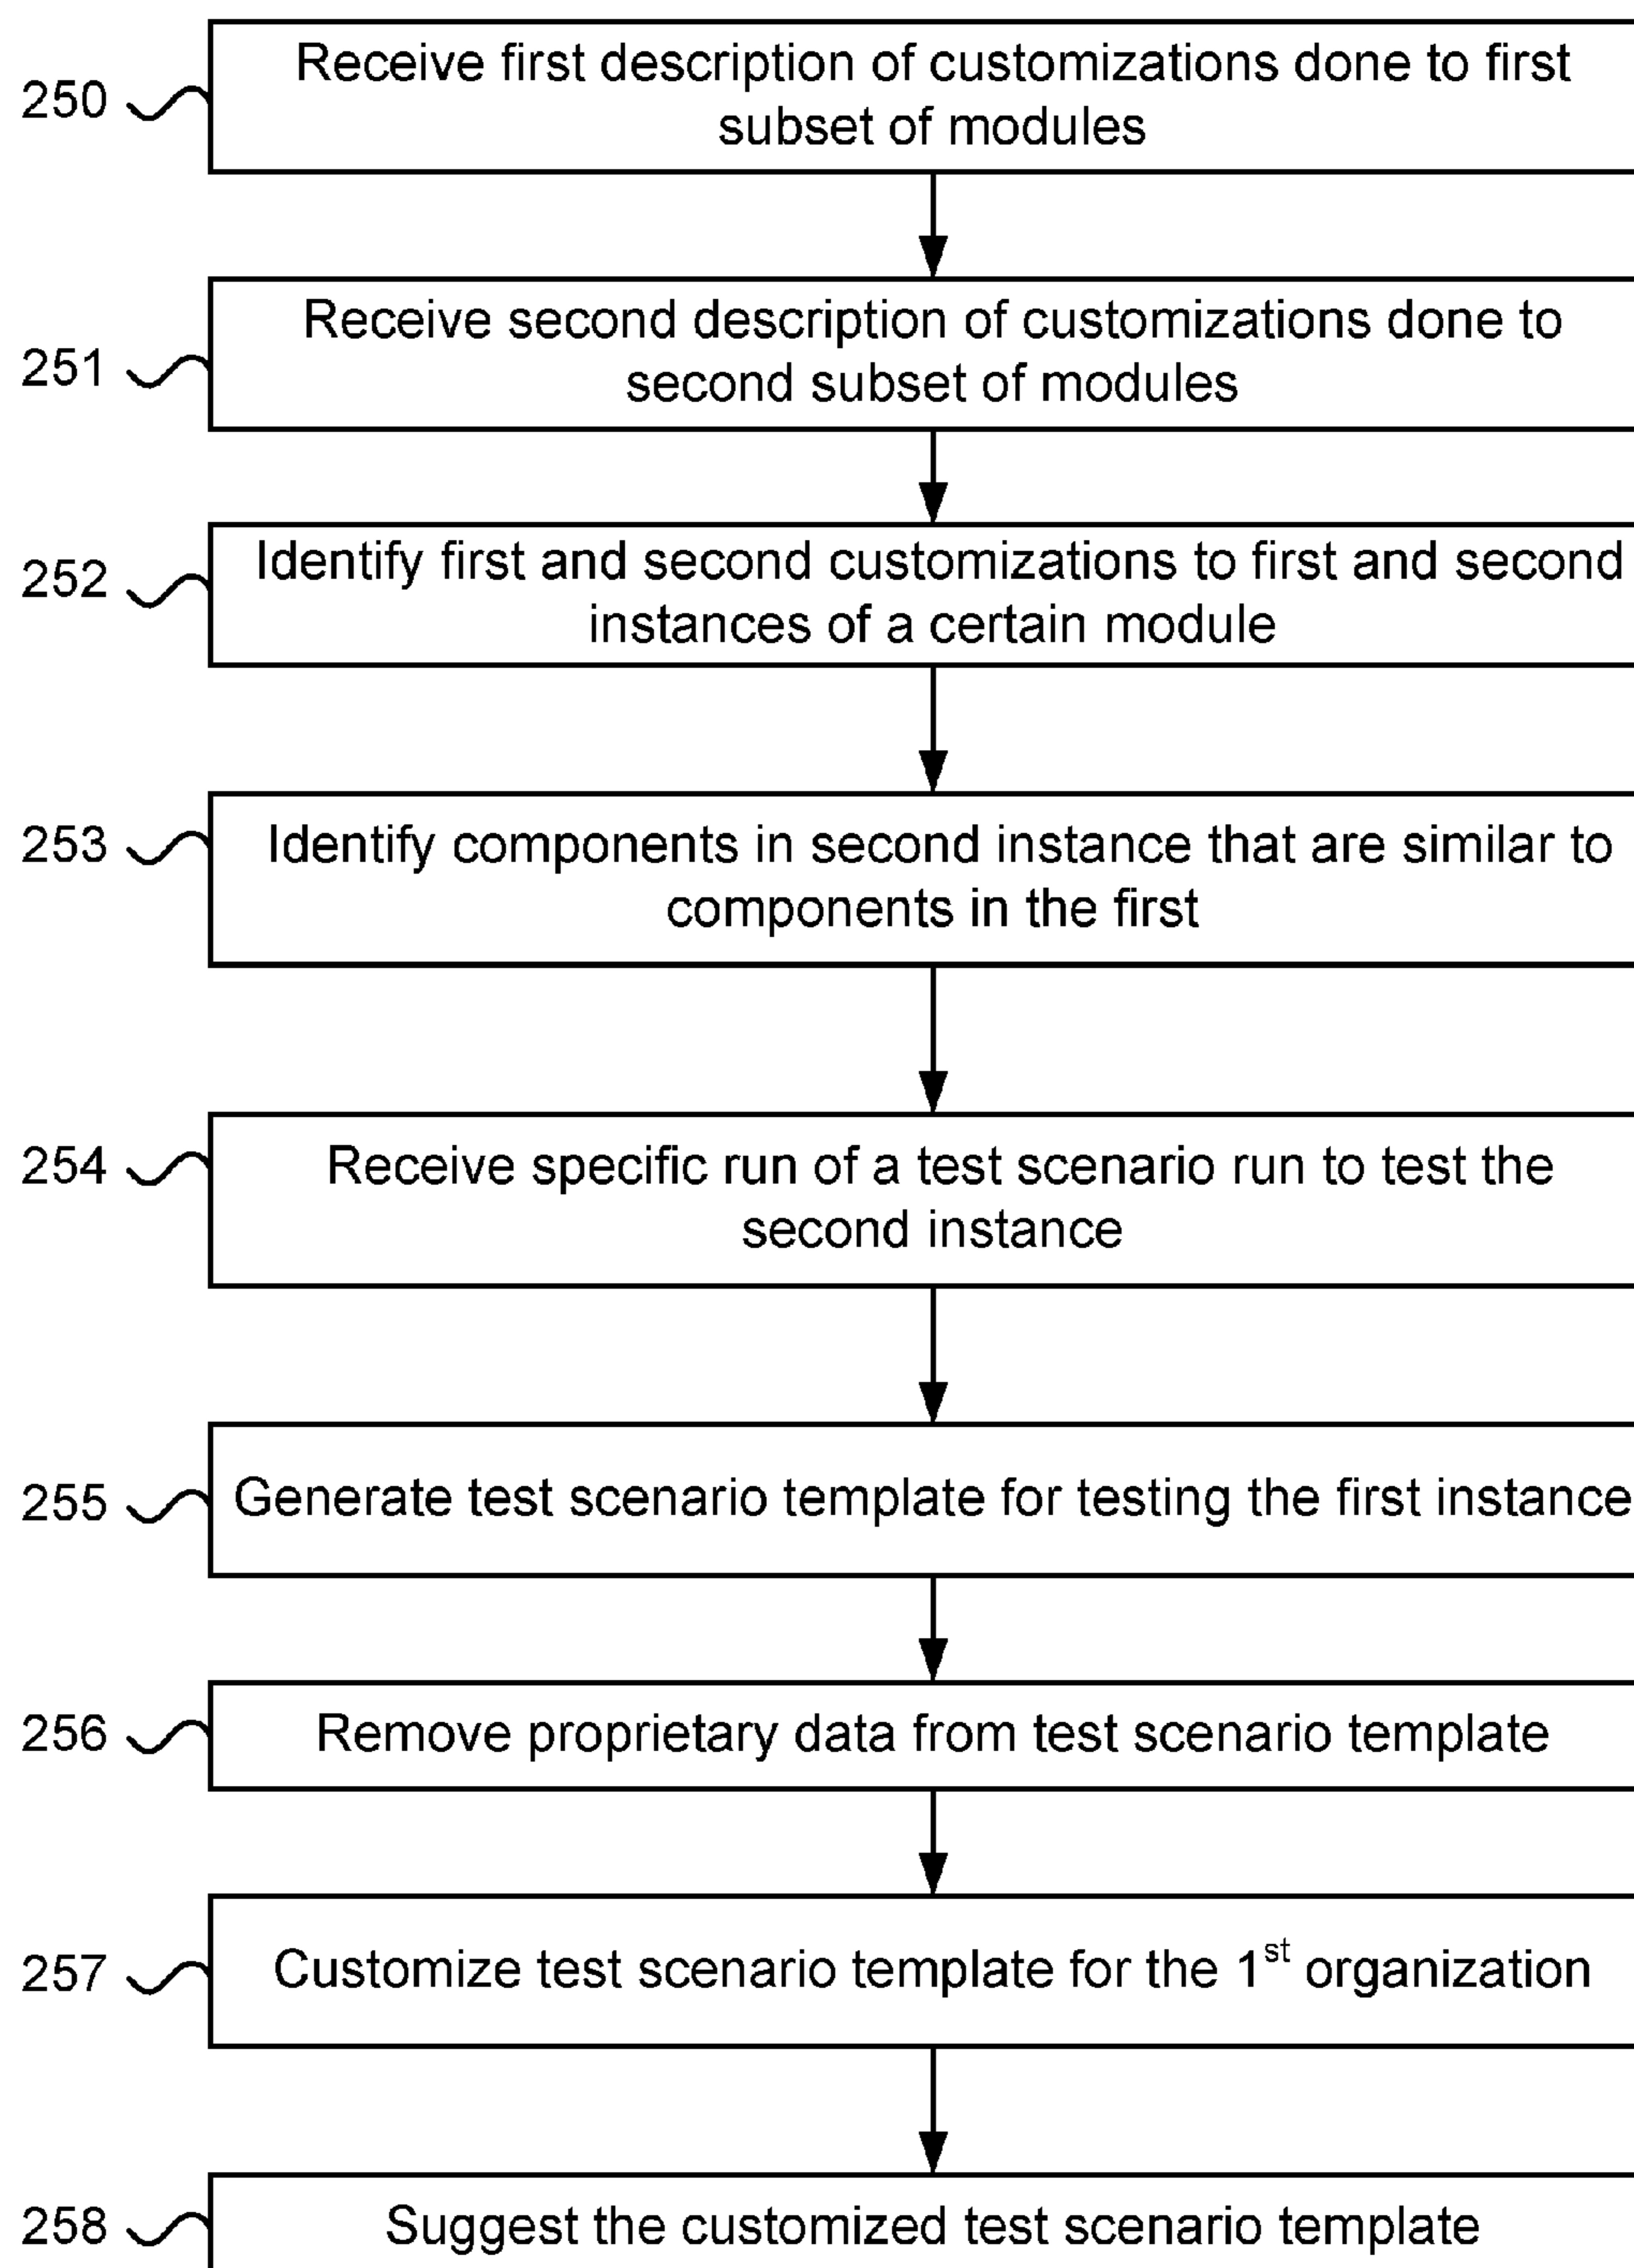 250
Receive first description of customizations done to first
subset of modules
251
Receive second description of customizations done to
second subset of modules
252
Identify first and second customizations to first and second
instances of a certain module
253
Identify components in second instance that are similar to
components in the first
254
Receive specific run of a test scenario run to test the
second instance
255
Generate test scenario template for testing the first instance
256
Remove proprietary data from test scenario template
257
Customize test scenario template for the 1st organization
258
Suggest the customized test scenario template